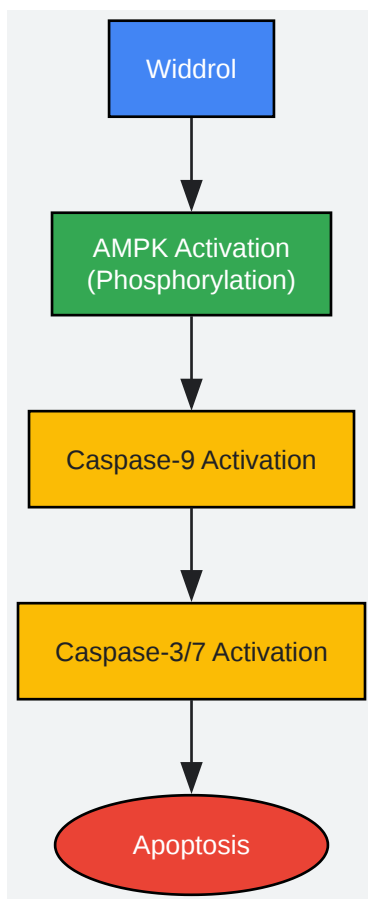 Widdrol
AMPK Activation
(Phosphorylation)
Caspase-9 Activation
Caspase-3/7 Activation
Apoptosis